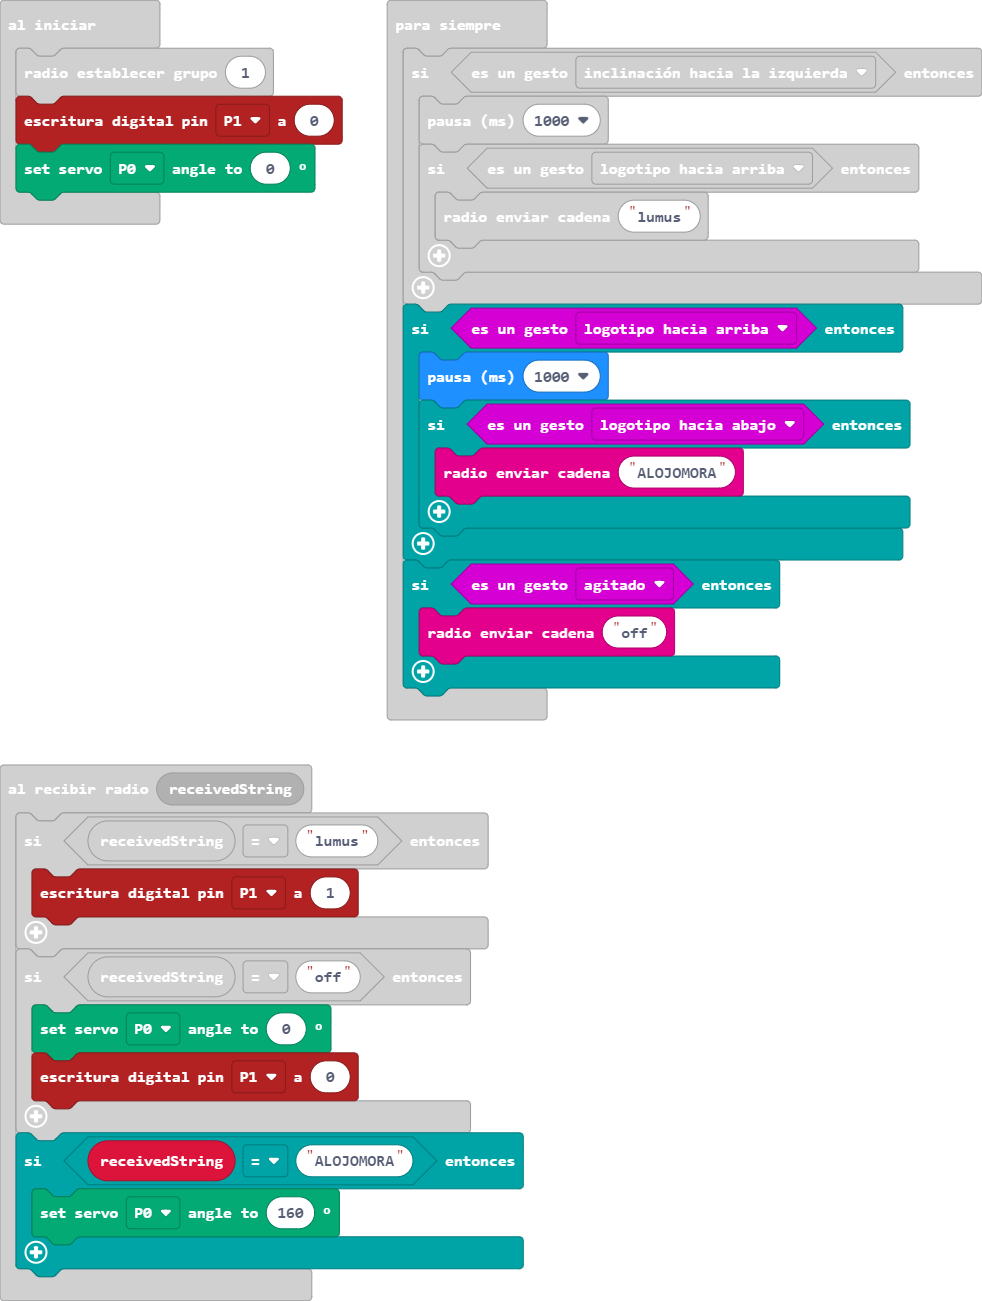 al iniciar
radio establecer grupo 1
escritura digital pin P1 a 0
set servo P0 angle to 0 °
para siempre
si es un gesto inclinación hacia la izquierda entonces
pausa (ms) 1000
si es un gesto logotipo hacia arriba entonces
radio enviar cadena "lumus"
si es un gesto logotipo hacia arriba entonces
pausa (ms) 1000
si es un gesto logotipo hacia abajo entonces
radio enviar cadena "ALOJOMORA"
si es un gesto agitado entonces
radio enviar cadena "off"
al recibir radio receivedString
si receivedString = "lumus" entonces
escritura digital pin P1 a 1
si receivedString = "off" entonces
set servo P0 angle to 0 °
escritura digital pin P1 a 0
si receivedString = "ALOJOMORA" entonces
set servo P0 angle to 160 °